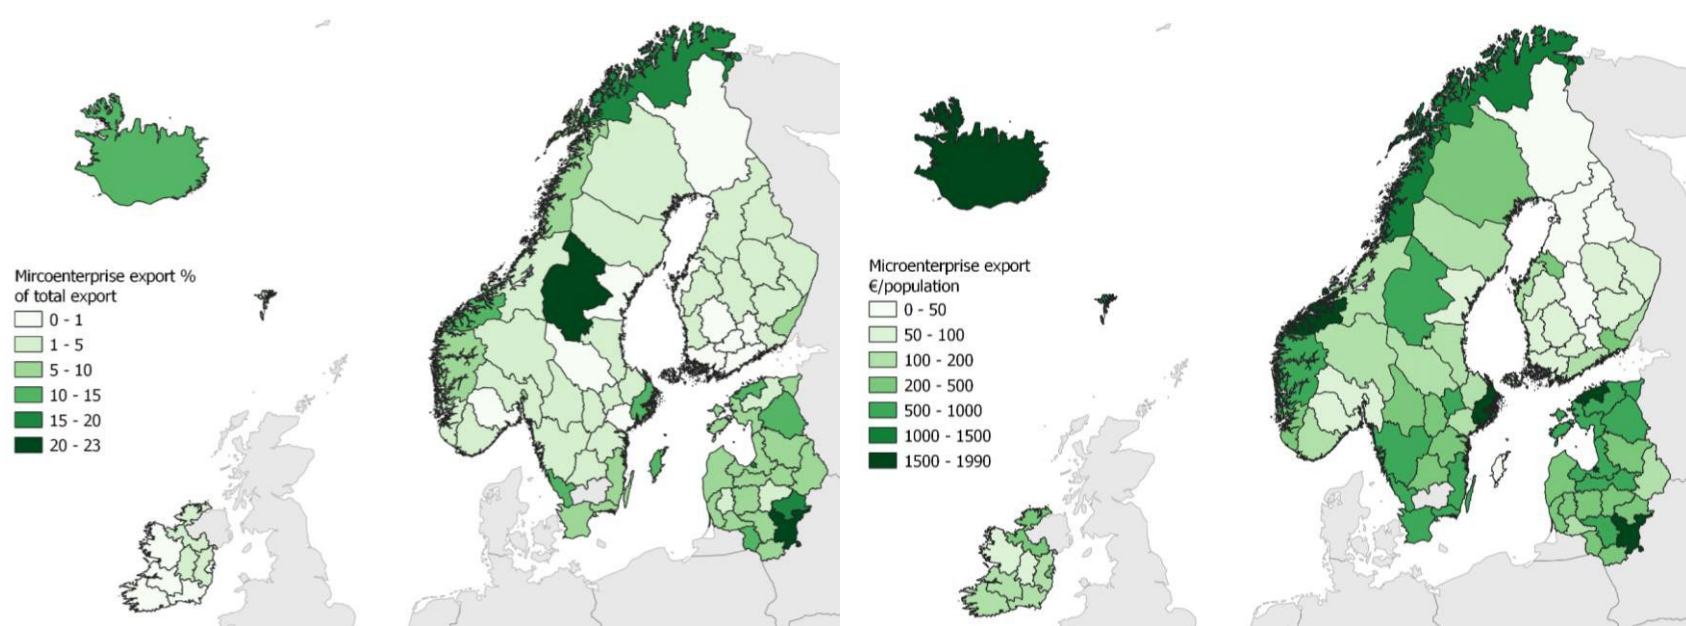 Mircoenterprise export %
of total export
0 - 1
1 - 5
5 - 10
10 - 15
15 - 20
20 - 23
Microenterprise export
€/population
0 - 50
50 - 100
100 - 200
200 - 500
500 - 1000
1000 - 1500
1500 - 1990